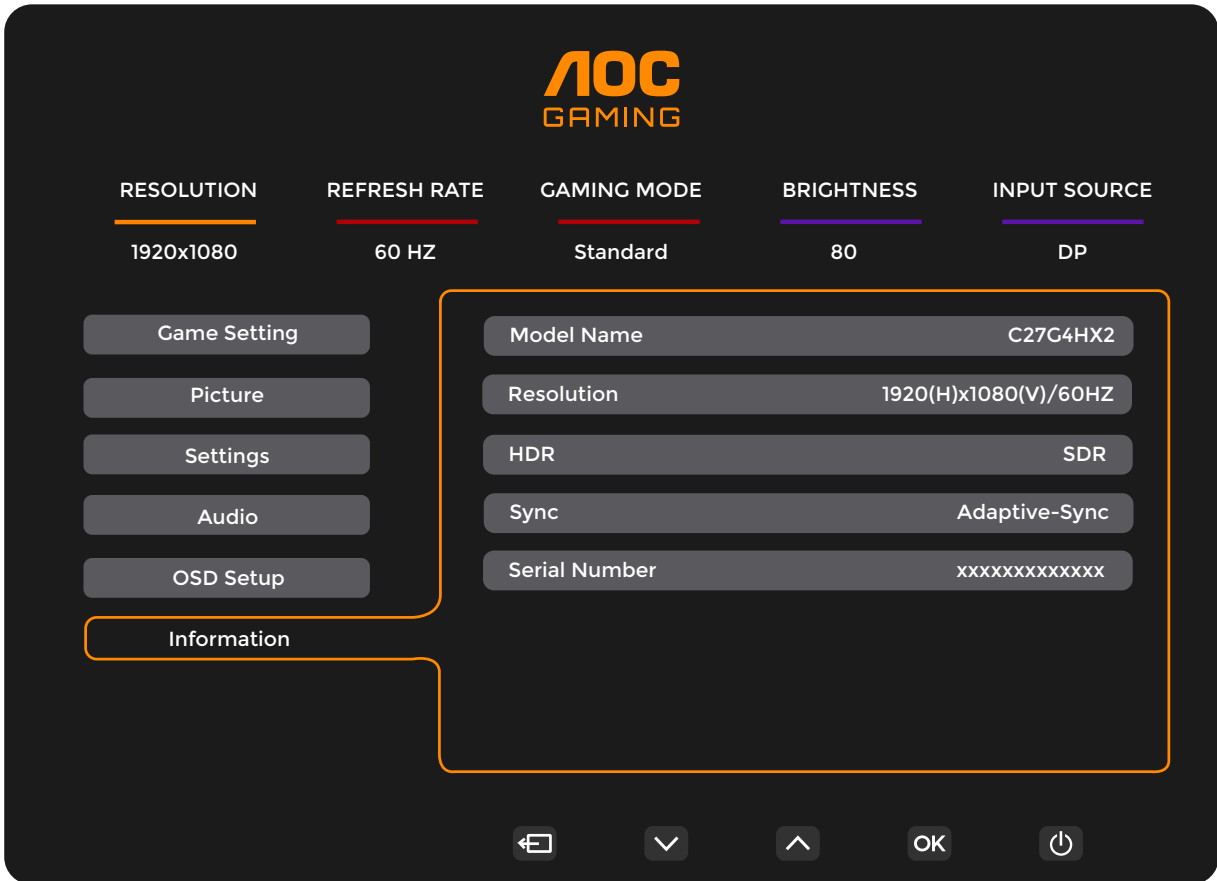 AOC
GAMING
RESOLUTION REFRESH RATE GAMING MODE BRIGHTNESS INPUT SOURCE
1920x1080 60 HZ Standard 80 DP
Game Setting
Picture
Settings
Audio
OSD Setup
Information
Model Name C27G4HX2
Resolution 1920(H)x1080(V)/60HZ
HDR SDR
Sync Adaptive-Sync
Serial Number xxxxxxxxxxxxx
OK